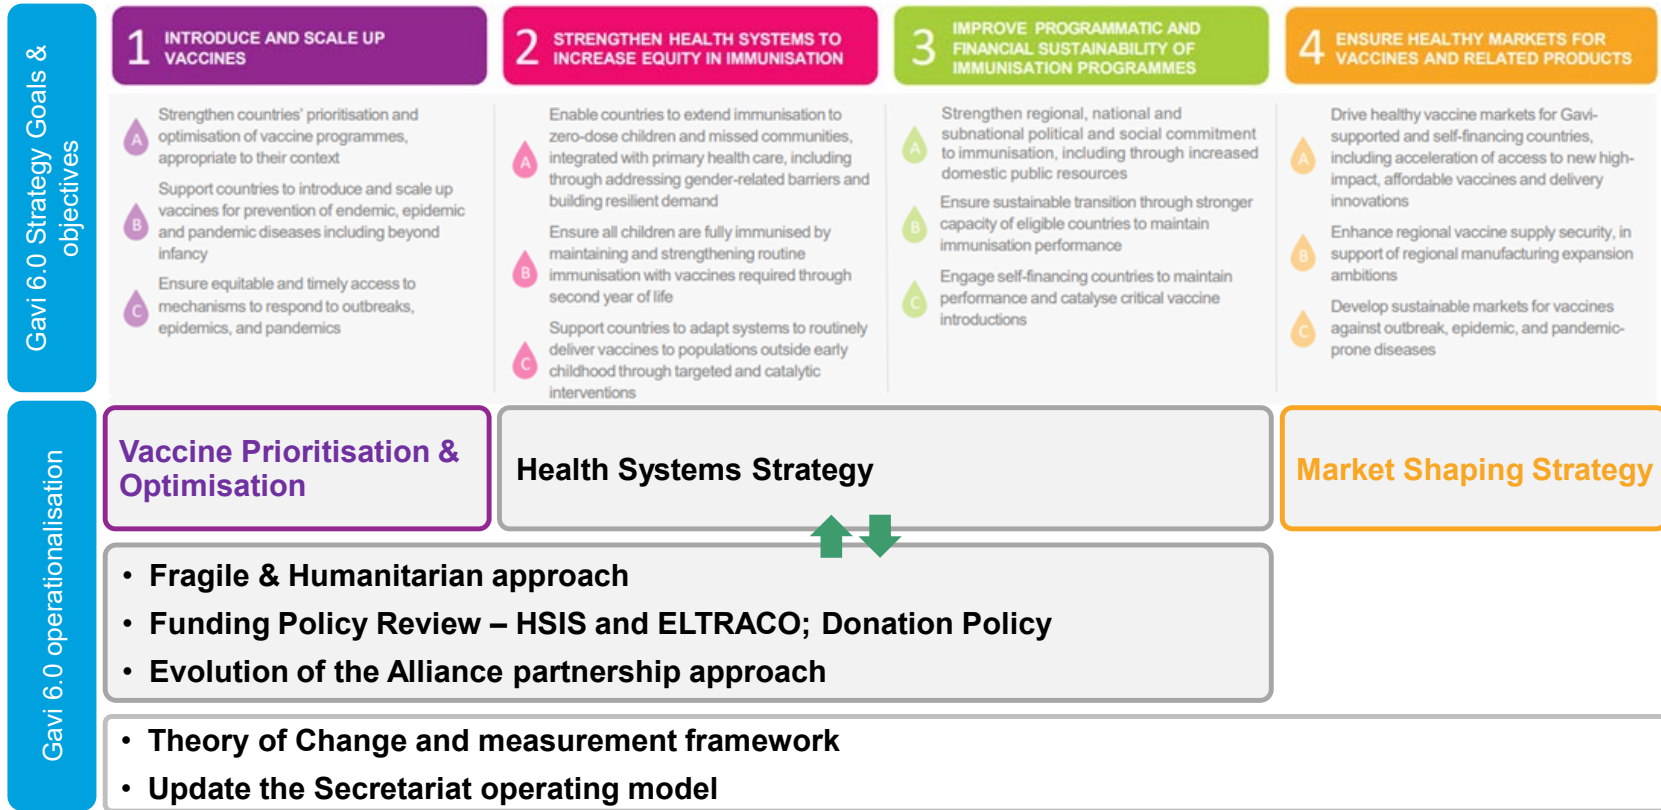 Gavi 6.0 Strategy Goals &
objectives
1
INTRODUCE AND SCALE UP
VACCINES
A
Strengthen countries' prioritisation and
optimisation of vaccine programmes,
appropriate to their context
B
Support countries to introduce and scale up
vaccines for prevention of endemic, epidemic
and pandemic diseases including beyond
infancy
C
Ensure equitable and timely access to
mechanisms to respond to outbreaks,
epidemics, and pandemics
2
STRENGTHEN HEALTH SYSTEMS TO
INCREASE EQUITY IN IMMUNISATION
A
Enable countries to extend immunisation to
zero-dose children and missed communities,
integrated with primary health care, including
through addressing gender-related barriers and
building resilient demand
B
Ensure all children are fully immunised by
maintaining and strengthening routine
immunisation with vaccines required through
second year of life
C
Support countries to adapt systems to routinely
deliver vaccines to populations outside early
childhood through targeted and catalytic
interventions
3
IMPROVE PROGRAMMATIC AND
FINANCIAL SUSTAINABILITY OF
IMMUNISATION PROGRAMMES
A
Strengthen regional, national and
subnational political and social commitment
to immunisation, including through increased
domestic public resources
B
Ensure sustainable transition through stronger
capacity of eligible countries to maintain
immunisation performance
C
Engage self-financing countries to maintain
performance and catalyse critical vaccine
introductions
4
ENSURE HEALTHY MARKETS FOR
VACCINES AND RELATED PRODUCTS
A
Drive healthy vaccine markets for Gavi-
supported and self-financing countries,
including acceleration of access to new high-
impact, affordable vaccines and delivery
innovations
B
Enhance regional vaccine supply security, in
support of regional manufacturing expansion
ambitions
C
Develop sustainable markets for vaccines
against outbreak, epidemic, and pandemic-
prone diseases
Gavi 6.0 operationalisation
Vaccine Prioritisation &
Optimisation
Health Systems Strategy
Market Shaping Strategy
• Fragile & Humanitarian approach
• Funding Policy Review – HSIS and ELTRACO; Donation Policy
• Evolution of the Alliance partnership approach
• Theory of Change and measurement framework
• Update the Secretariat operating model